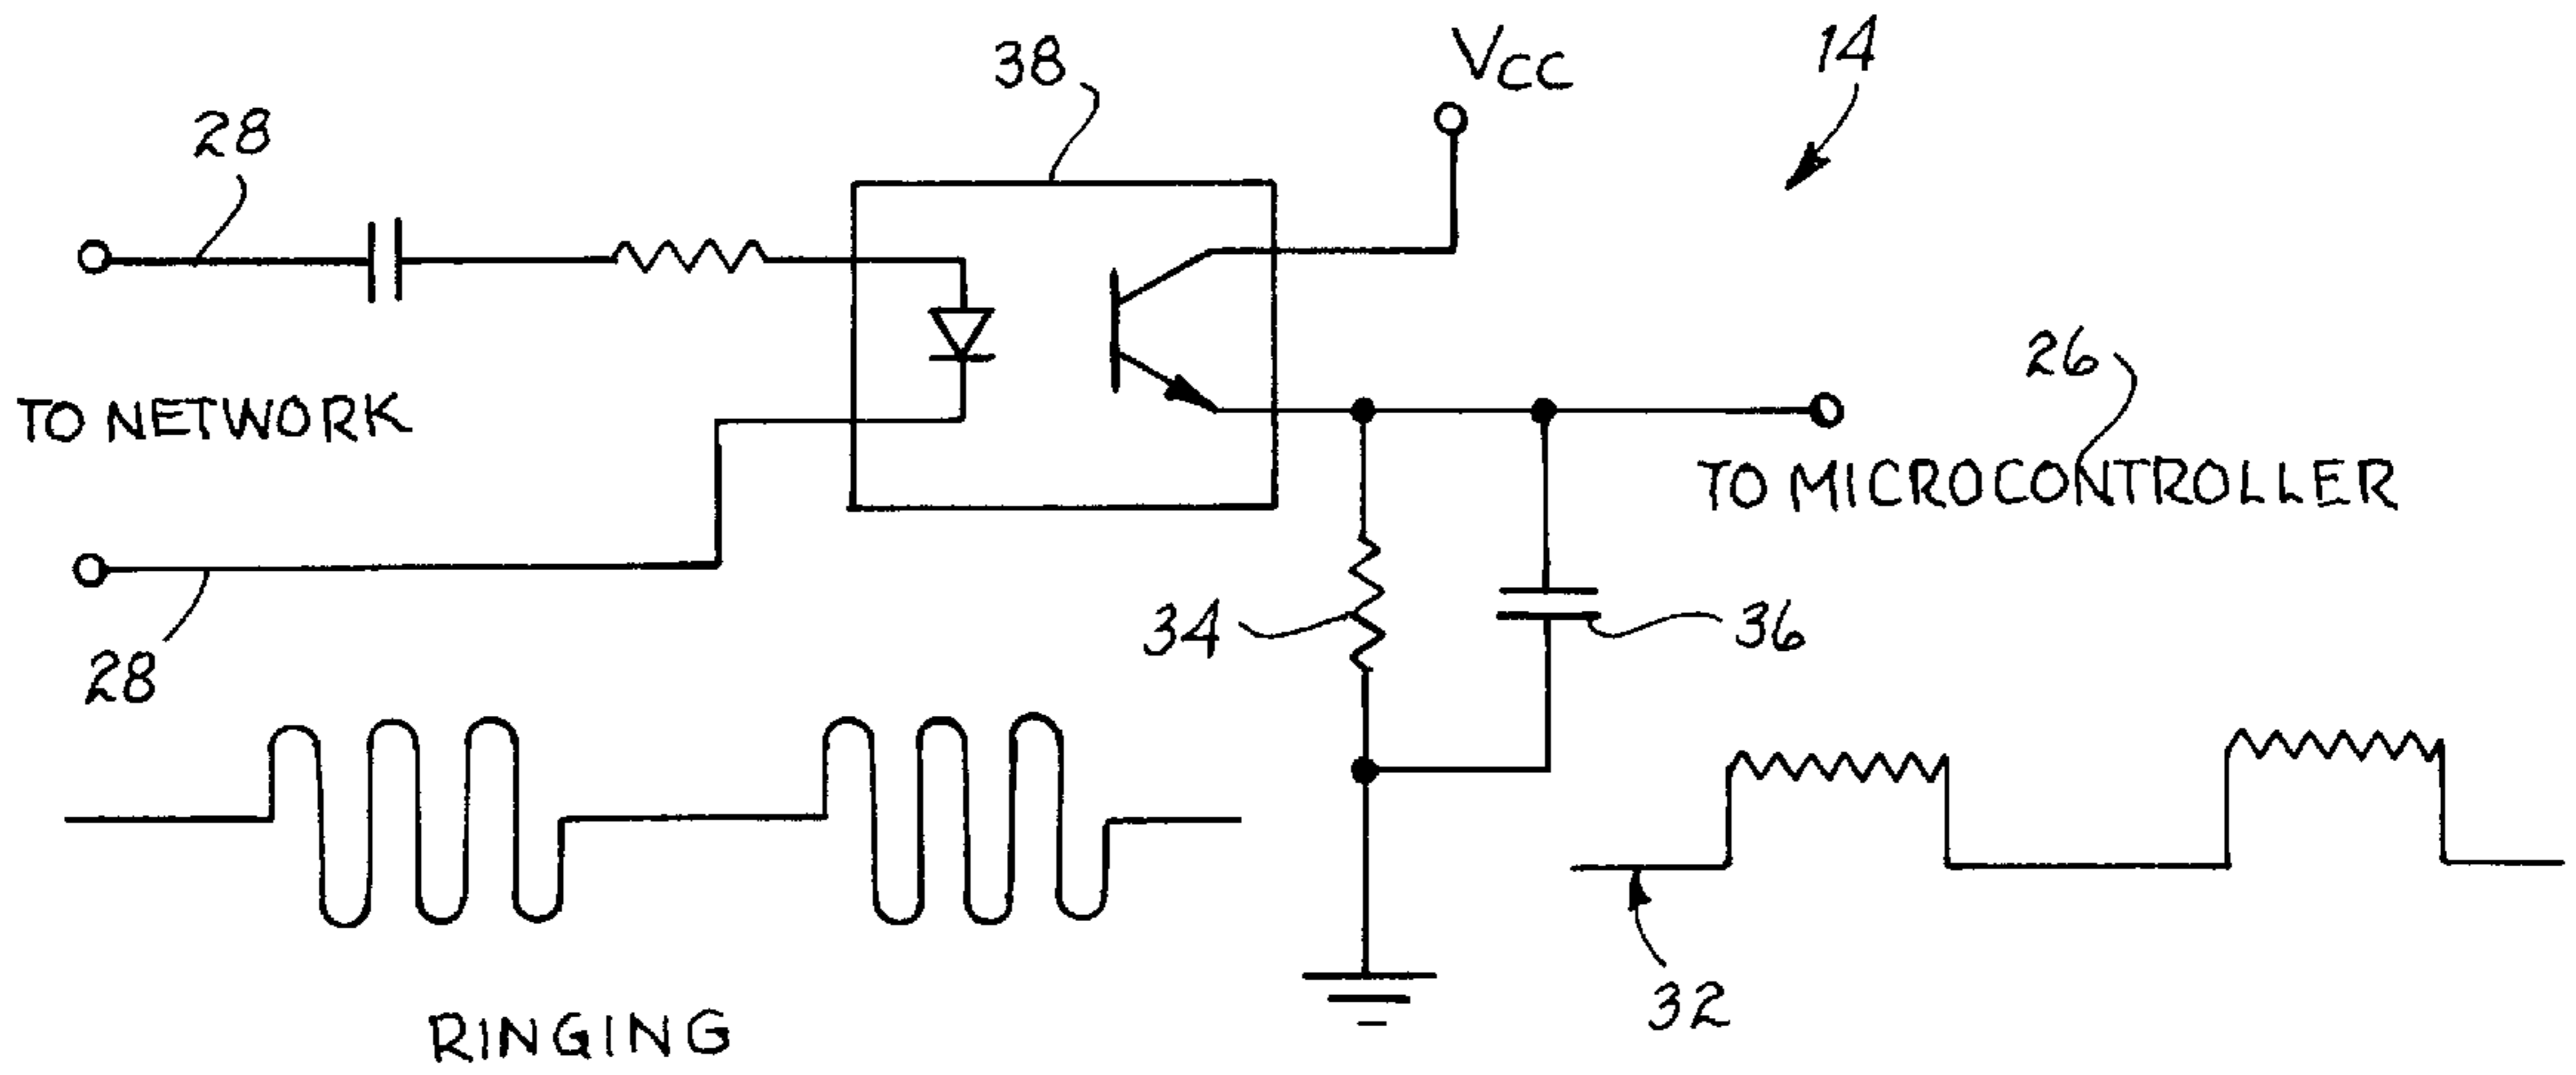 38
VCC
14
28
26
TO NETWORK
TO MICROCONTROLLER
34
36
28
32
RINGING